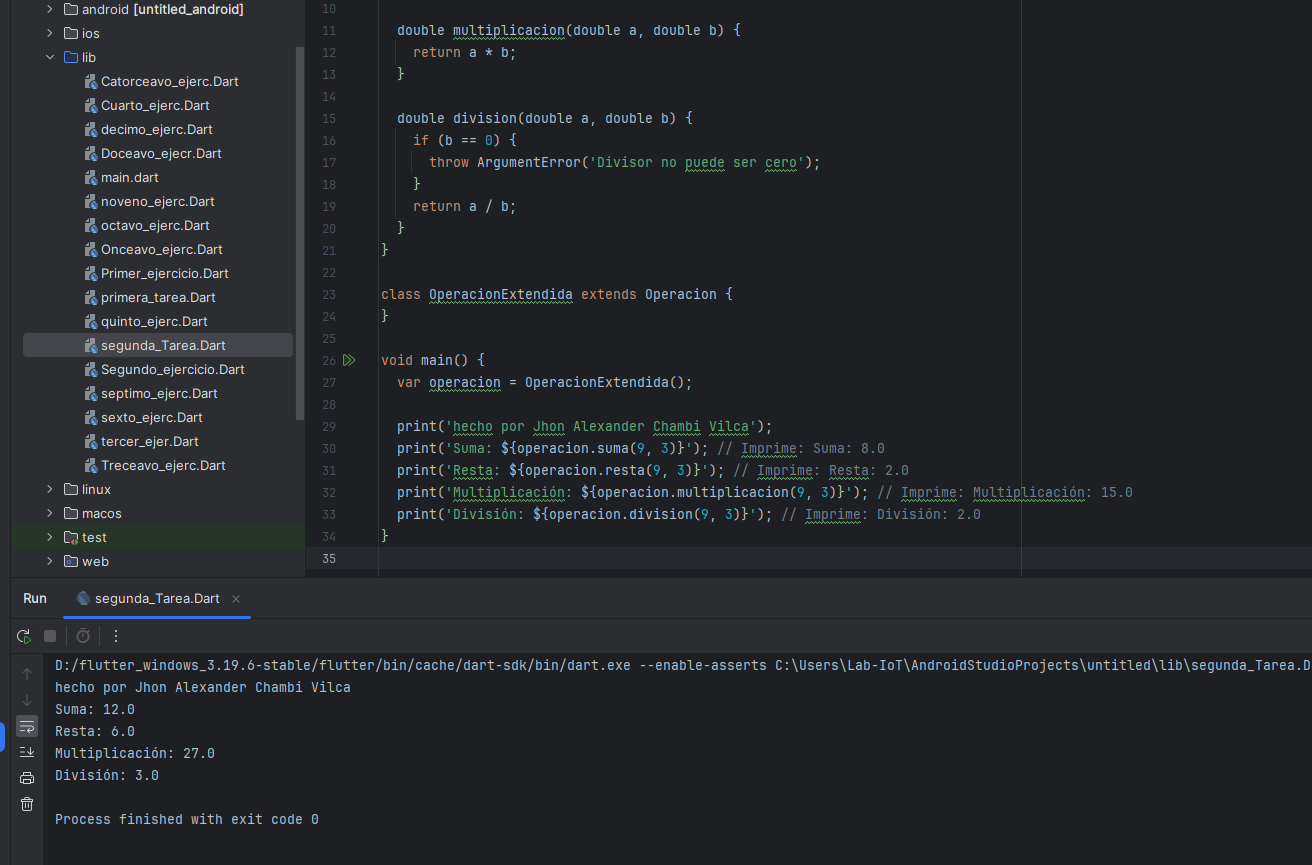 android [untitled_android]
ios
lib
Catorceavo_ejerc.Dart
Cuarto_ejerc.Dart
decimo_ejerc.Dart
Doceavo_ejecr.Dart
main.dart
noveno_ejerc.Dart
octavo_ejerc.Dart
Onceavo_ejerc.Dart
Primer_ejercicio.Dart
primera_tarea.Dart
quinto_ejerc.Dart
segunda_Tarea.Dart
Segundo_ejercicio.Dart
septimo_ejerc.Dart
sexto_ejerc.Dart
tercer_ejer.Dart
Treceavo_ejerc.Dart
linux
macos
test
web
10
11 double multiplicacion(double a, double b) {
12 return a * b;
13 }
14
15 double division(double a, double b) {
16 if (b == 0) {
17 throw ArgumentError('Divisor no puede ser cero');
18 }
19 return a / b;
20 }
21 }
22
23 class OperacionExtendida extends Operacion {
24 }
25
26 void main() {
27 var operacion = OperacionExtendida();
28
29 print('hecho por Jhon Alexander Chambi Vilca');
30 print('Suma: ${operacion.suma(9, 3)}'); // Imprime: Suma: 8.0
31 print('Resta: ${operacion.resta(9, 3)}'); // Imprime: Resta: 2.0
32 print('Multiplicación: ${operacion.multiplicacion(9, 3)}'); // Imprime: Multiplicación: 15.0
33 print('División: ${operacion.division(9, 3)}'); // Imprime: División: 2.0
34 }
35
Run segunda_Tarea.Dart
D:/flutter_windows_3.19.6-stable/flutter/bin/cache/dart-sdk/bin/dart.exe --enable-asserts C:\Users\Lab-IoT\AndroidStudioProjects\untitled\lib\segunda_Tarea.D
hecho por Jhon Alexander Chambi Vilca
Suma: 12.0
Resta: 6.0
Multiplicación: 27.0
División: 3.0
Process finished with exit code 0